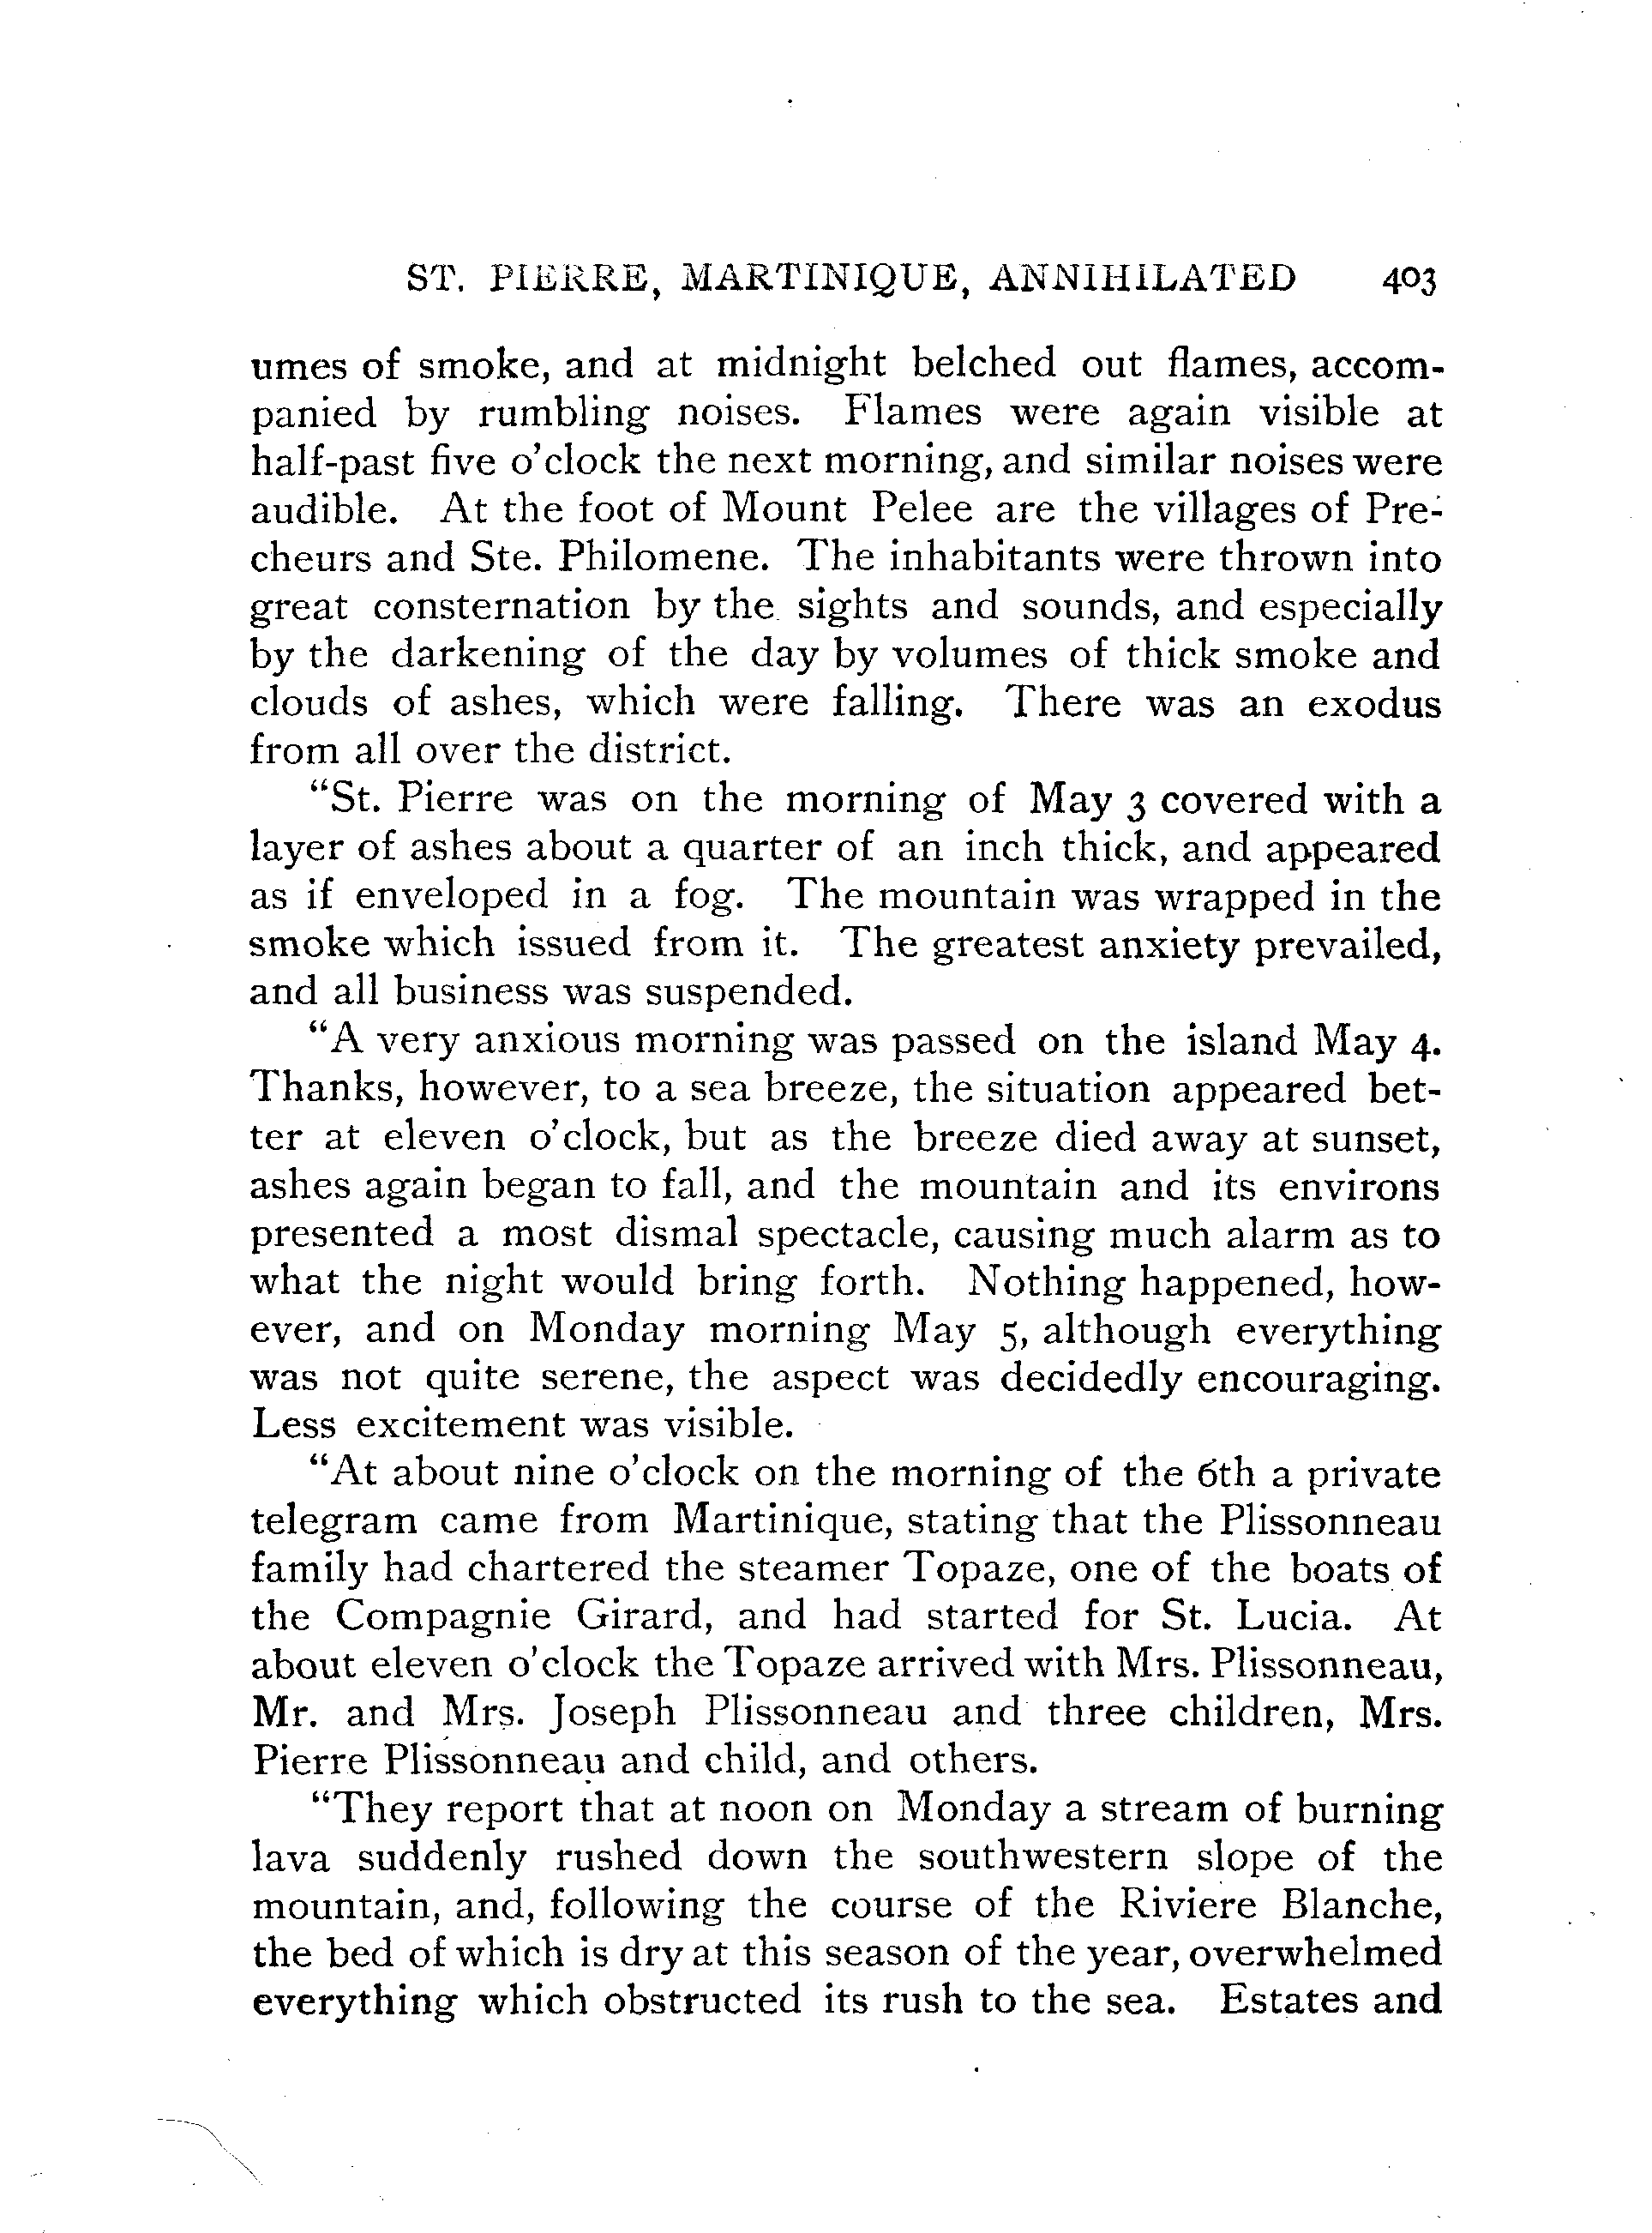 ST. PIERRE, MARTINIQUE, ANNIHILATED 403
umes of smoke, and at midnight belched out flames, accom-
panied by rumbling noises. Flames were again visible at
half-past five o'clock the next morning, and similar noises were
audible. At the foot of Mount Pelee are the villages of Pre-
cheurs and Ste. Philomene. The inhabitants were thrown into
great consternation by the sights and sounds, and especially
by the darkening of the day by volumes of thick smoke and
clouds of ashes, which were falling. There was an exodus
from all over the district.
"St. Pierre was on the morning of May 3 covered with a
layer of ashes about a quarter of an inch thick, and appeared
as if enveloped in a fog. The mountain was wrapped in the
smoke which issued from it. The greatest anxiety prevailed,
and all business was suspended.
"A very anxious morning was passed on the island May 4.
Thanks, however, to a sea breeze, the situation appeared bet-
ter at eleven o'clock, but as the breeze died away at sunset,
ashes again began to fall, and the mountain and its environs
presented a most dismal spectacle, causing much alarm as to
what the night would bring forth. Nothing happened, how-
ever, and on Monday morning May 5, although everything
was not quite serene, the aspect was decidedly encouraging.
Less excitement was visible.
"At about nine o'clock on the morning of the 6th a private
telegram came from Martinique, stating that the Plissonneau
family had chartered the steamer Topaze, one of the boats of
the Compagnie Girard, and had started for St. Lucia. At
about eleven o'clock the Topaze arrived with Mrs. Plissonneau,
Mr. and Mrs. Joseph Plissonneau and three children, Mrs.
Pierre Plissonneau and child, and others.
"They report that at noon on Monday a stream of burning
lava suddenly rushed down the southwestern slope of the
mountain, and, following the course of the Riviere Blanche,
the bed of which is dry at this season of the year, overwhelmed
everything which obstructed its rush to the sea. Estates and